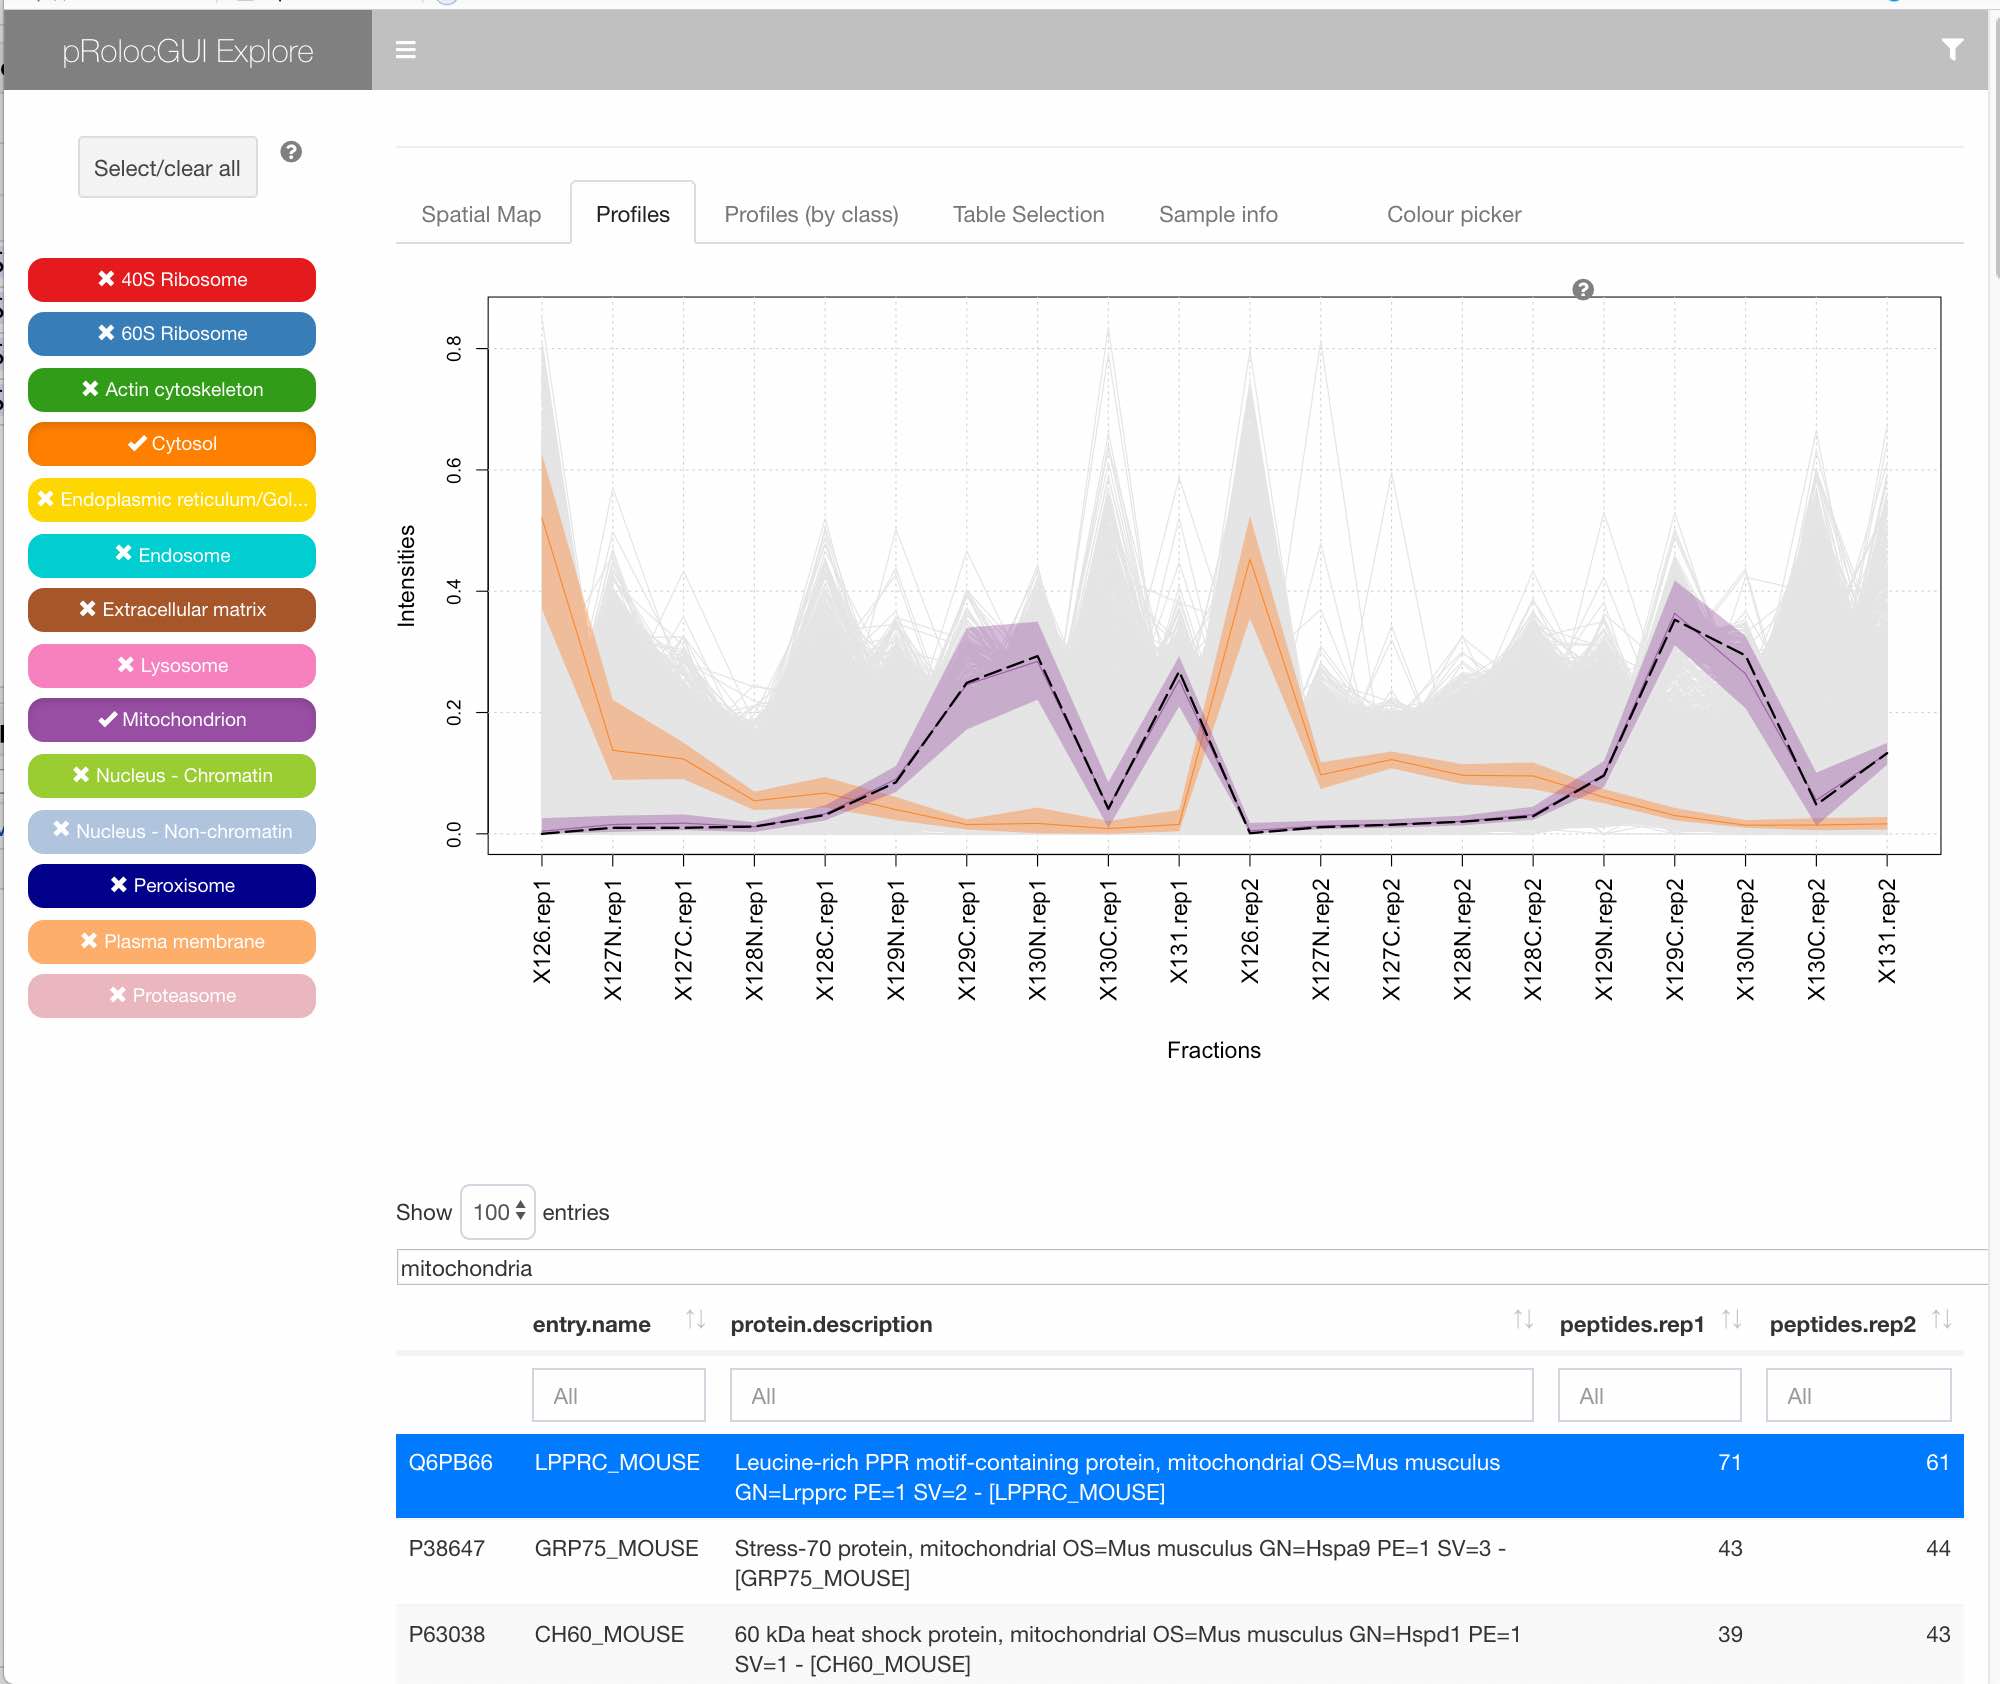 pRolocGUI Explore
Select/clear all
?
40S Ribosome
60S Ribosome
Actin cytoskeleton
Cytosol
Endoplasmic reticulum/Gol...
Endosome
Extracellular matrix
Lysosome
Mitochondrion
Nucleus - Chromatin
Nucleus - Non-chromatin
Peroxisome
Plasma membrane
Proteasome
Spatial Map Profiles Profiles (by class) Table Selection Sample info Colour picker
?
Intensities
0.8
0.6
0.4
0.2
0.0
X126.rep1 X127N.rep1 X127C.rep1 X128N.rep1 X128C.rep1 X129N.rep1 X129C.rep1 X130N.rep1 X130C.rep1 X131.rep1 X126.rep2 X127N.rep2 X127C.rep2 X128N.rep2 X128C.rep2 X129N.rep2 X129C.rep2 X130N.rep2 X130C.rep2 X131.rep2
Fractions
Show 100 entries
mitochondria
entry.name protein.description peptides.rep1 peptides.rep2
All All All All
Q6PB66 LPPRC_MOUSE Leucine-rich PPR motif-containing protein, mitochondrial OS=Mus musculus 71 61
GN=Lrpprc PE=1 SV=2 - [LPPRC_MOUSE]
P38647 GRP75_MOUSE Stress-70 protein, mitochondrial OS=Mus musculus GN=Hspa9 PE=1 SV=3 - 43 44
[GRP75_MOUSE]
P63038 CH60_MOUSE 60 kDa heat shock protein, mitochondrial OS=Mus musculus GN=Hspd1 PE=1 39 43
SV=1 - [CH60_MOUSE]